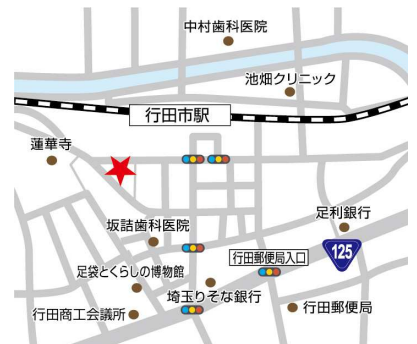 中村歯科医院
池畑クリニック
行田市駅
蓮華寺
足利銀行
坂詰歯科医院
125
行田郵便局入口
足袋とくらしの博物館
埼玉りそな銀行
行田商工会議所
行田郵便局